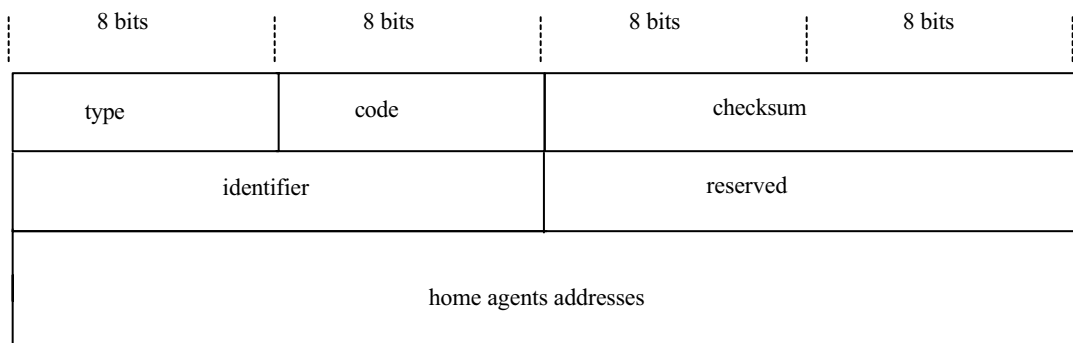 8 bits 8 bits 8 bits 8 bits
type code checksum
identifier reserved
home agents addresses